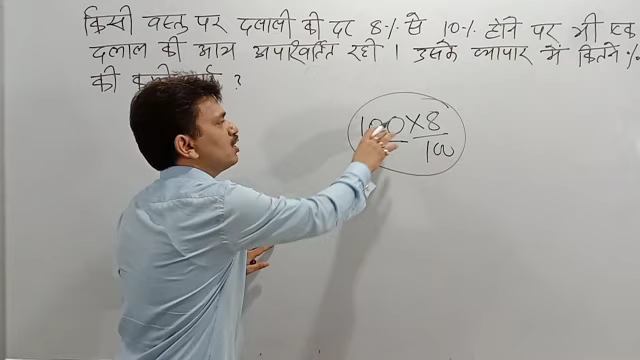 किसी वस्तु पर दलाली की दर 8% से 10% होने पर भी एक
दलाल की आय अपरिवर्तित रही । उसके व्यापार में कितने %
की ?
100 × 8
100